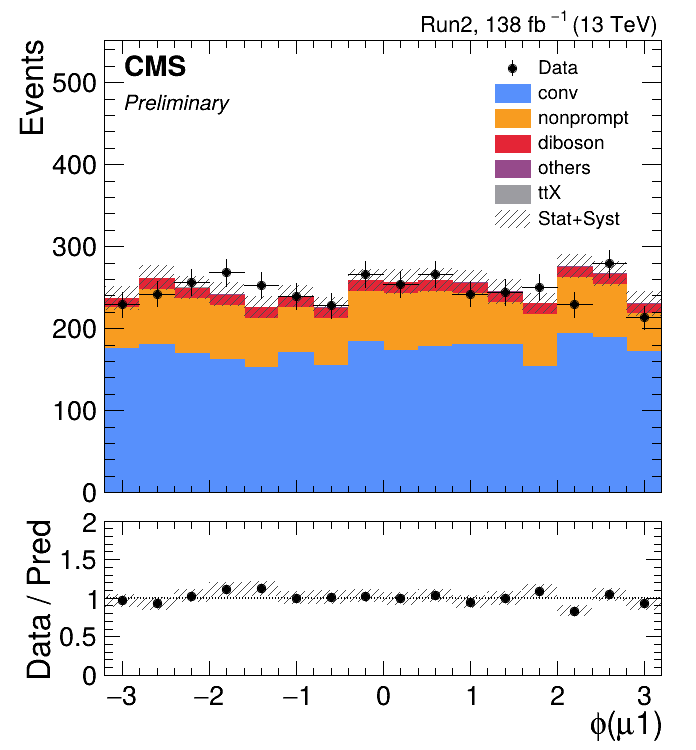 Run2, 138 fb⁻¹ (13 TeV)
Events
CMS
Preliminary
Data
conv
nonprompt
diboson
others
ttX
Stat+Syst
500
400
300
200
100
0
Data / Pred
2
1.5
1
0.5
0
−3 −2 −1 0 1 2 3
ϕ(μ1)